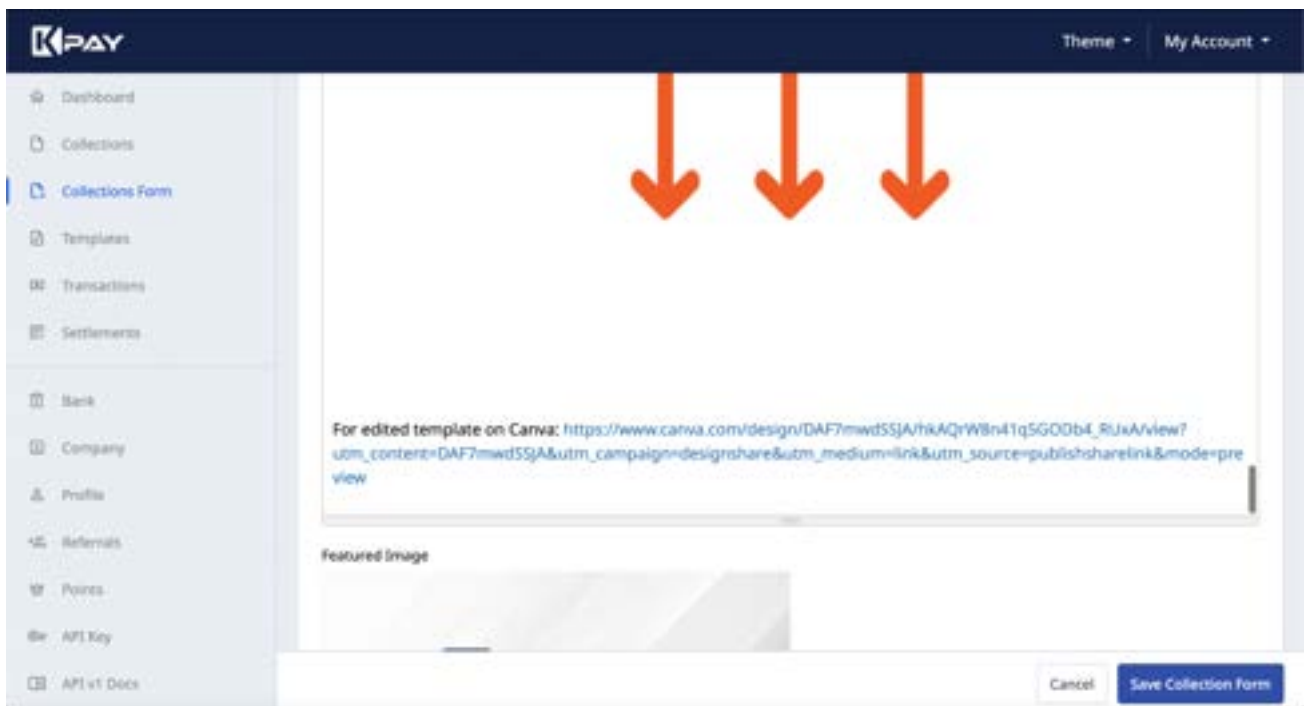 KPAY
Theme
My Account
Dashboard
Collections
Collections Form
Templates
Transactions
Settlements
Bank
Company
Profile
Referrals
Points
API Key
API v1 Docs
For edited template on Canva: https://www.canva.com/design/DAF7mwdSSJA/hkAQrW8n41q5GODb4_RUxA/view?
utm_content=DAF7mwdSSJA&utm_campaign=designshare&utm_medium=link&utm_source=publishsharelink&mode=pre
view
Featured Image
Cancel
Save Collection Form